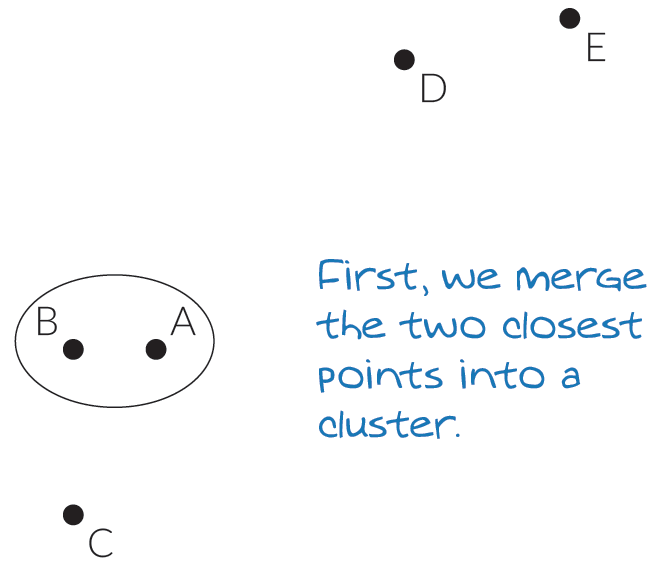 E
D
First, we merge
the two closest
points into a
cluster.
B A
C